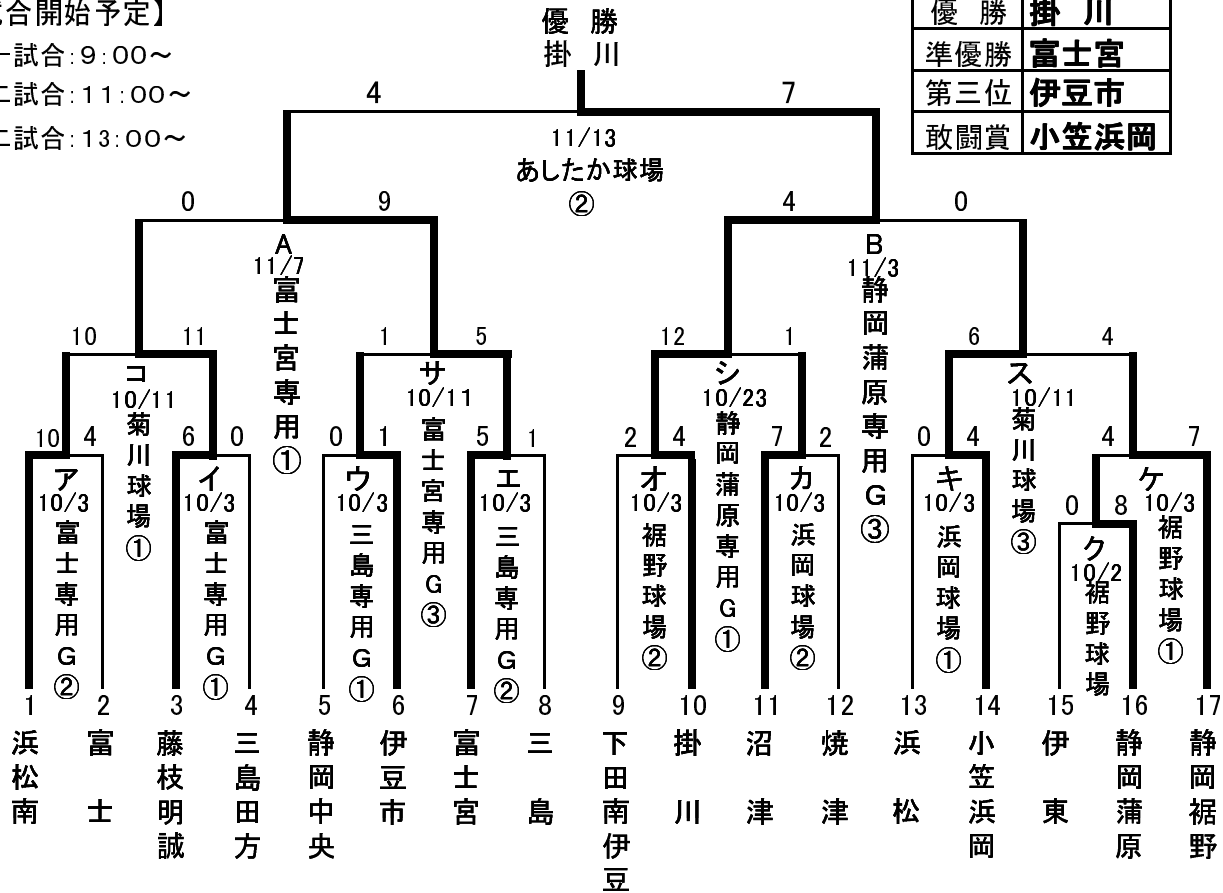 試合開始予定】
一試合:9:00～
二試合:11:00～
二試合:13:00～
優 勝
掛 川
優 勝 掛 川
準優勝 富士宮
第三位 伊豆市
敢闘賞 小笠浜岡
4 7
11/13
あしたか球場
②
0 9 4 0
A
11/7
富士宮専用①
B
11/3
静岡蒲原専用G③
10 11 1 5 12 1 6 4
コ
10/11
菊川球場①
サ
10/11
富士宮専用G③
シ
10/23
静岡蒲原専用G①
ス
10/11
菊川球場③
10 4 6 0 0 1 5 1 2 4 7 2 0 4 4 7
ア
10/3
富士専用G②
イ
10/3
富士専用G①
ウ
10/3
三島専用G①
エ
10/3
三島専用G②
オ
10/3
裾野球場②
カ
10/3
浜岡球場②
キ
10/3
浜岡球場①
ケ
10/3
裾野球場①
0 8
ク
10/2
裾野球場
1 2 3 4 5 6 7 8 9 10 11 12 13 14 15 16 17
浜松南
富士
藤枝明誠
三島田方
静岡中央
伊豆市
富士宮
三島
下田南伊豆
掛川
沼津
焼津
浜松
小笠浜岡
伊東
静岡蒲原
静岡裾野